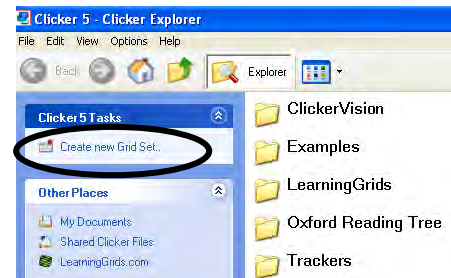 Clicker 5 - Clicker Explorer
File Edit View Options Help
Back Explorer
Clicker 5 Tasks
Create new Grid Set..
Other Places
My Documents
Shared Clicker Files
LearningGrids.com
ClickerVision
Examples
LearningGrids
Oxford Reading Tree
Trackers